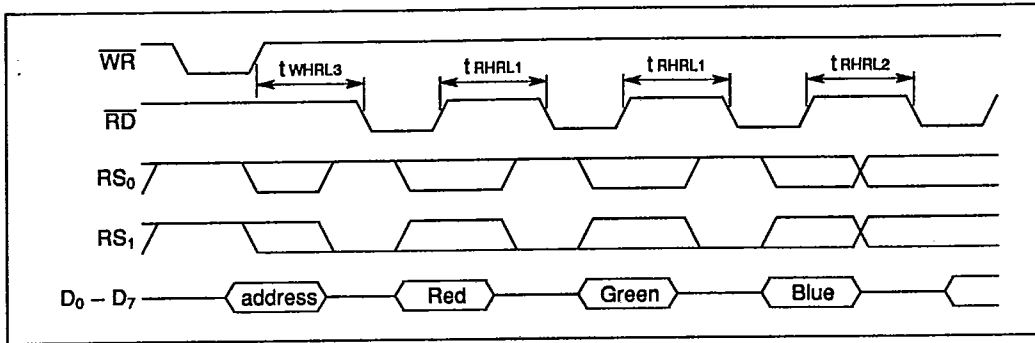 WR
t WHRL3 t RHRL1 t RHRL1 t RHRL2
RD
RS₀
RS₁
D₀ – D₇ address Red Green Blue